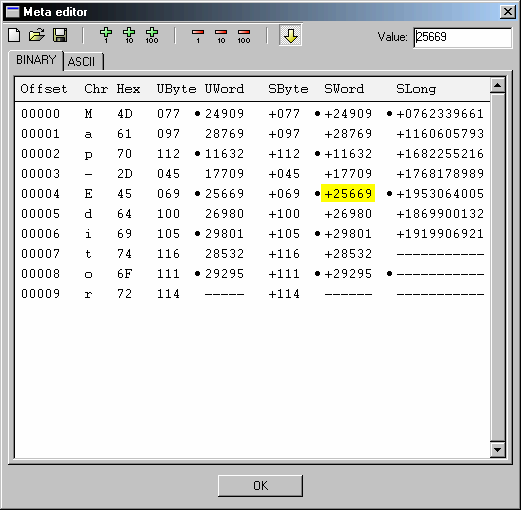 Meta editor
1 10 100 1 10 100 Value: 25669
BINARY ASCII
Offset Chr Hex UByte UWord SByte SWord SLong
00000 M 4D 077 •24909 +077 •+24909 •+0762339661
00001 a 61 097 28769 +097 +28769 +1160605793
00002 p 70 112 •11632 +112 •+11632 +1682255216
00003 - 2D 045 17709 +045 +17709 +1768178989
00004 E 45 069 •25669 +069 •+25669 •+1953064005
00005 d 64 100 26980 +100 +26980 +1869900132
00006 i 69 105 •29801 +105 •+29801 +1919906921
00007 t 74 116 28532 +116 +28532 -----------
00008 o 6F 111 •29295 +111 •+29295 •-----------
00009 r 72 114 ----- +114 ------ -----------
OK